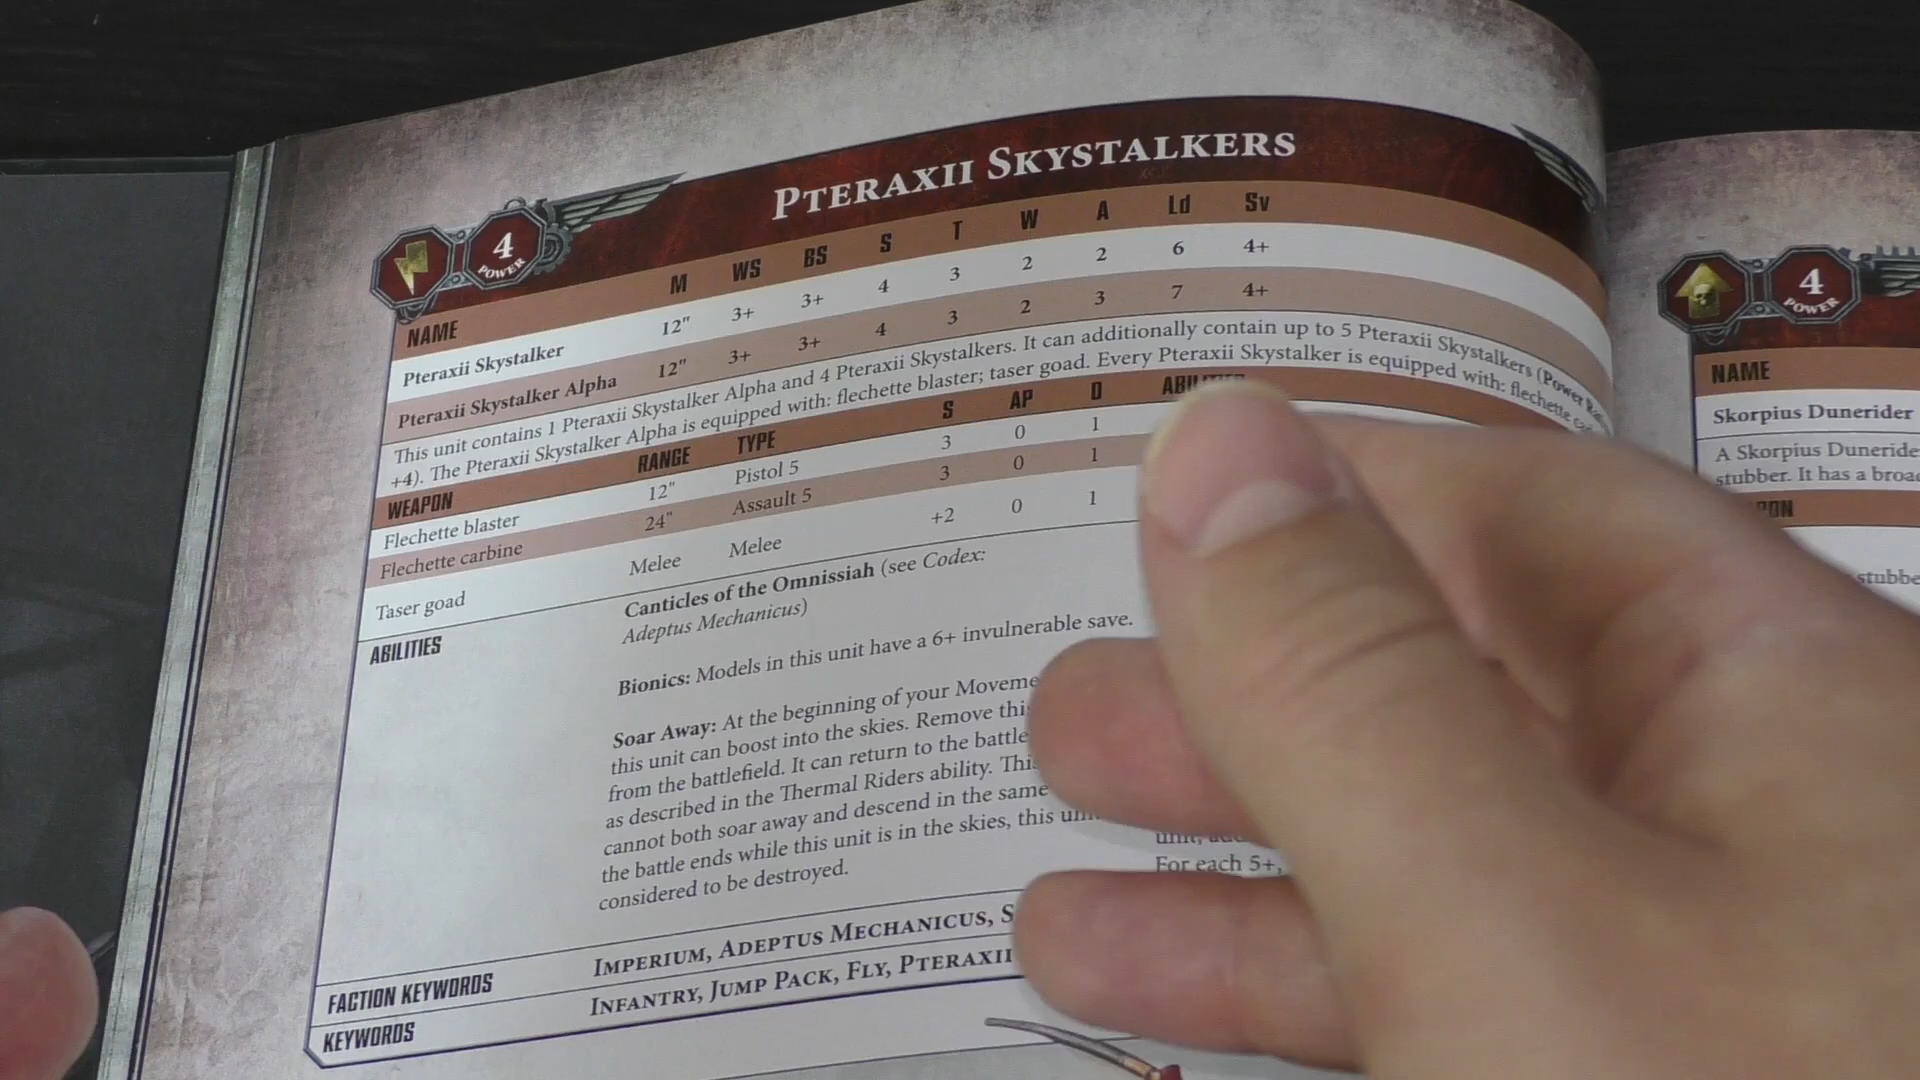 PTERAXII SKYSTALKERS
4
POWER
NAME M WS BS S T W A Ld Sv
Pteraxii Skystalker 12" 3+ 3+ 4 3 2 2 6 4+
Pteraxii Skystalker Alpha 12" 3+ 3+ 4 3 2 3 7 4+
This unit contains 1 Pteraxii Skystalker Alpha and 4 Pteraxii Skystalkers. It can additionally contain up to 5 Pteraxii Skystalkers (Power
+4). The Pteraxii Skystalker Alpha is equipped with: flechette blaster; taser goad. Every Pteraxii Skystalker is equipped with: flechette
WEAPON RANGE TYPE S AP D
Flechette blaster 12" Pistol 5 3 0 1
Flechette carbine 24" Assault 5 3 0 1
Taser goad Melee Melee +2 0 1
ABILITIES
Canticles of the Omnissiah (see Codex:
Adeptus Mechanicus)
Bionics: Models in this unit have a 6+ invulnerable save.
Soar Away: At the beginning of your
this unit can boost into the skies. Remove
from the battlefield. It can return to the
as described in the Thermal Riders ability.
cannot both soar away and descend in the same
the battle ends while this unit is in the skies, this
considered to be destroyed.
For each 5+,
FACTION KEYWORDS IMPERIUM, ADEPTUS MECHANICUS,
KEYWORDS INFANTRY, JUMP PACK, FLY, PTERAXII
4
POWER
NAME
Skorpius Dunerider
A Skorpius
stubber. It has a